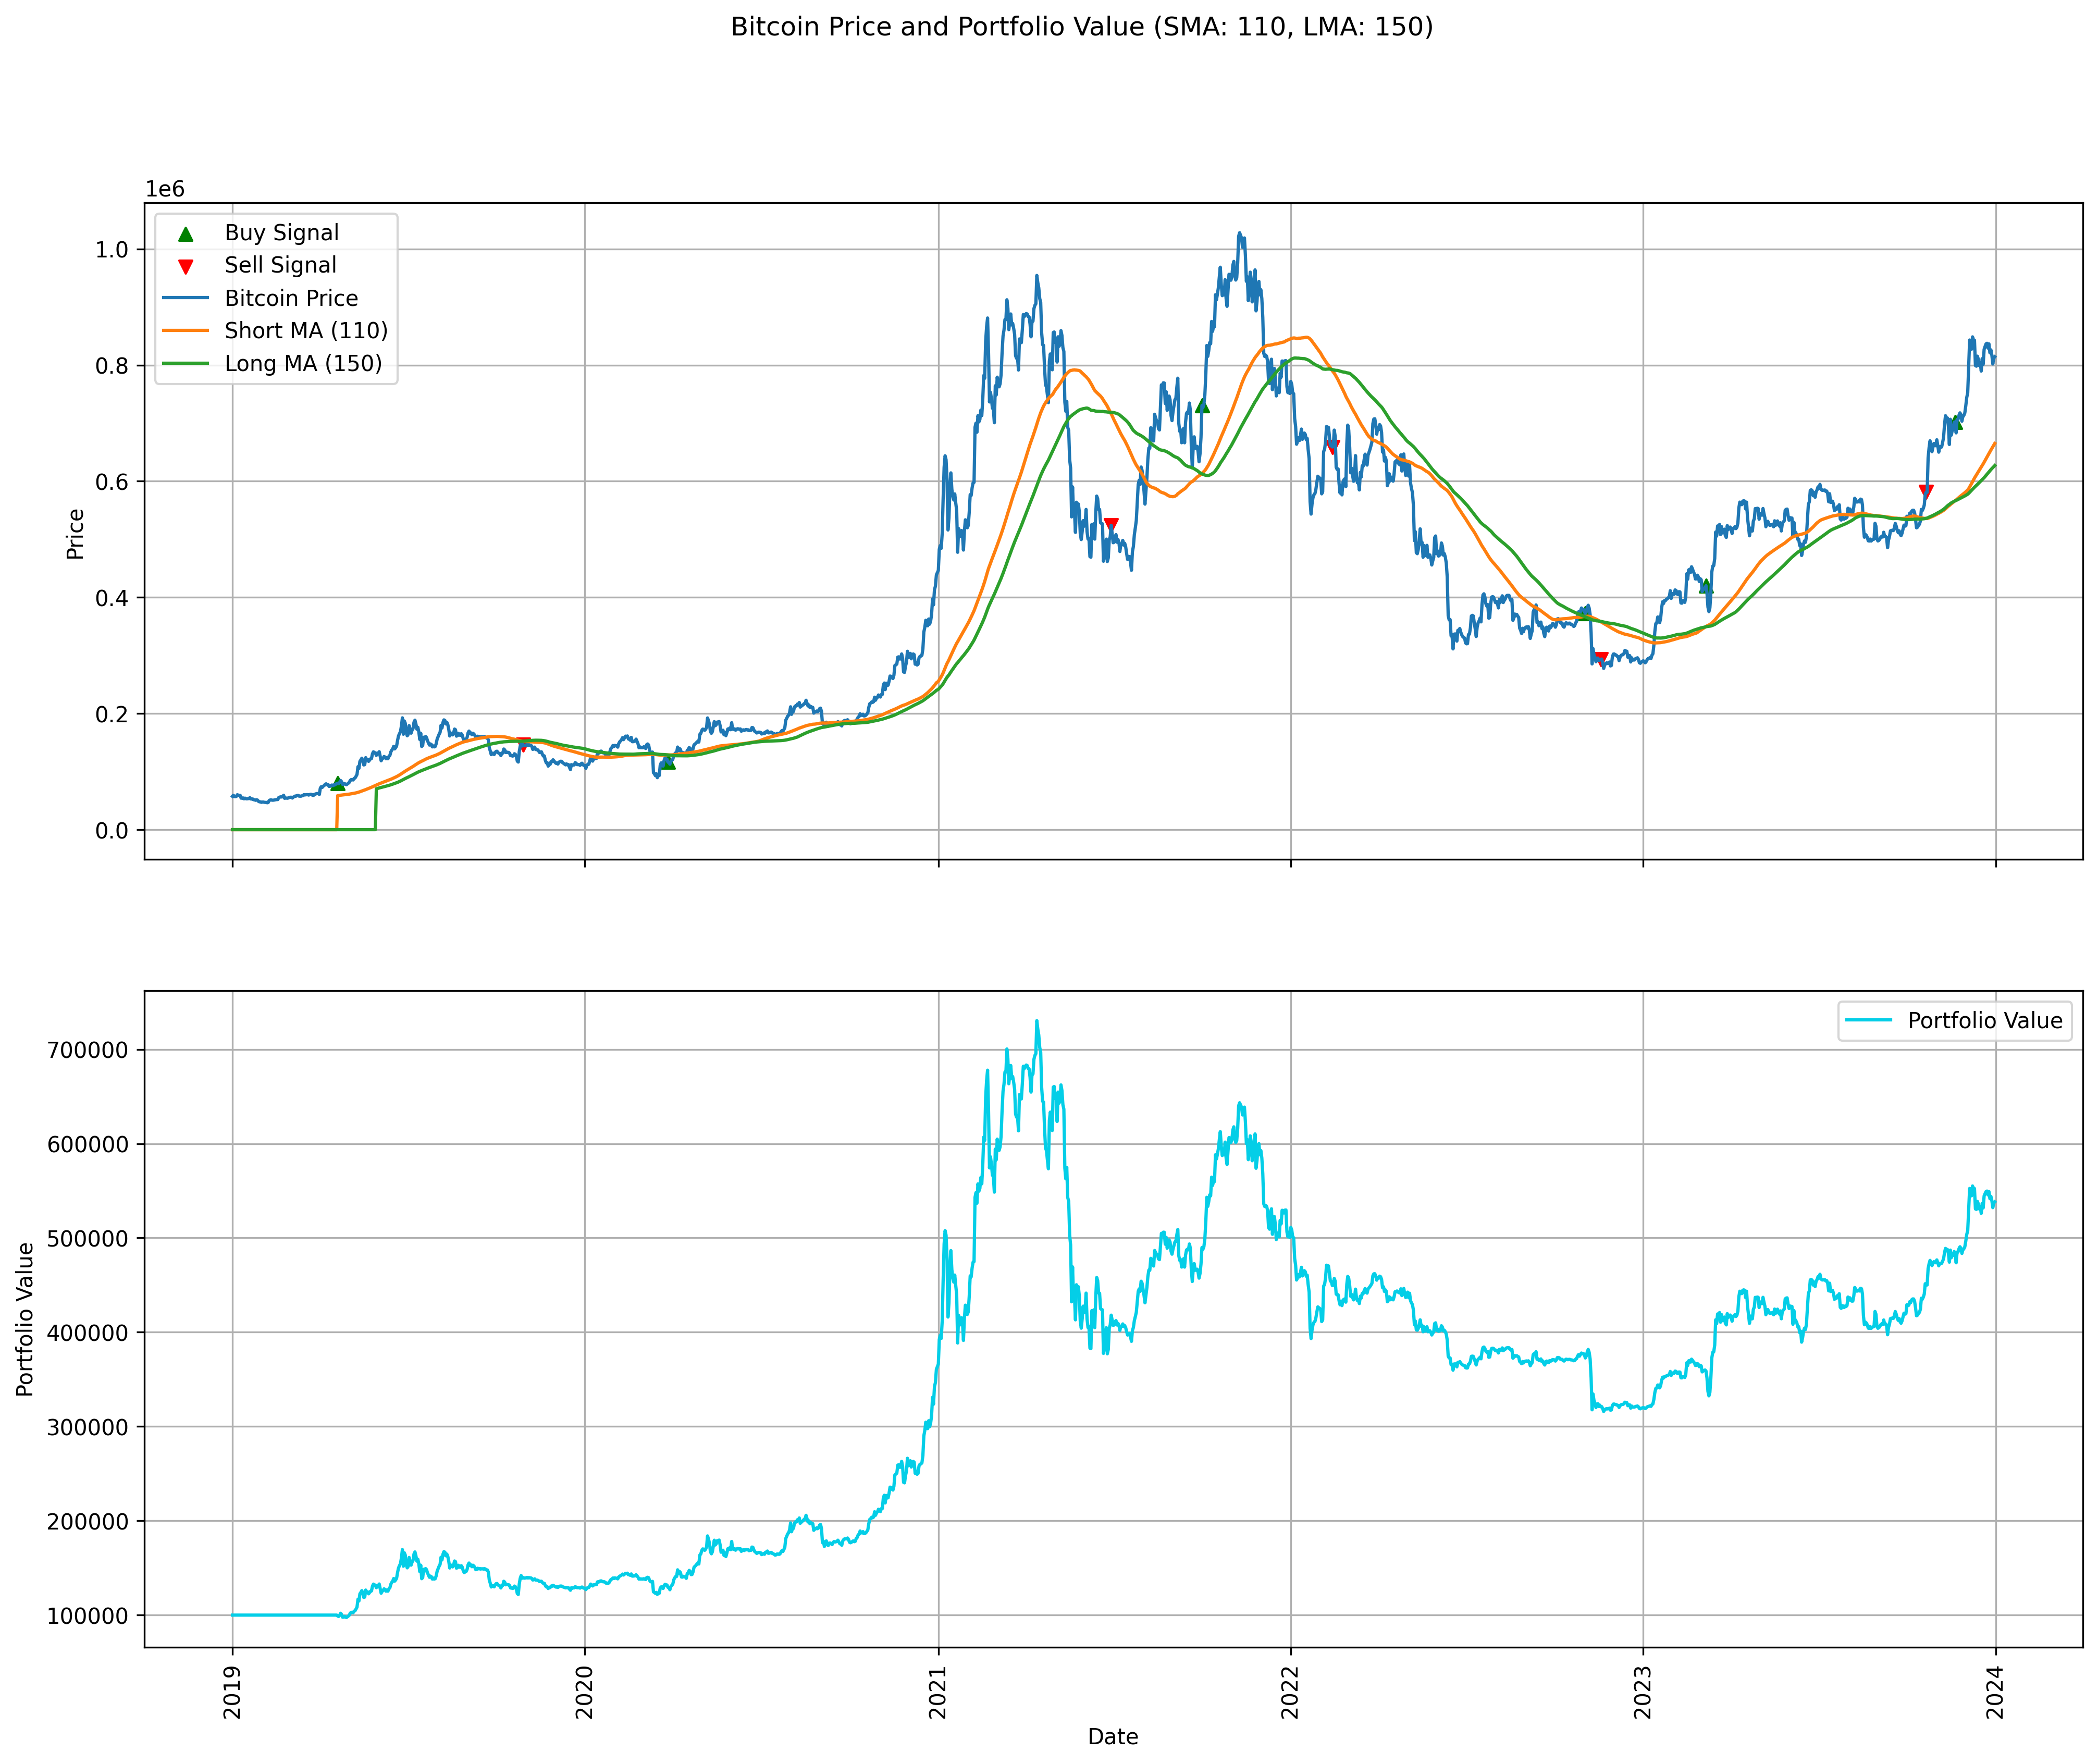 Bitcoin Price and Portfolio Value (SMA: 110, LMA: 150)
1e6
Buy Signal
Sell Signal
Bitcoin Price
Short MA (110)
Long MA (150)
1.0
0.8
0.6
0.4
0.2
0.0
Price
Portfolio Value
700000
600000
500000
400000
300000
200000
100000
Portfolio Value
2019
2020
2021
2022
2023
2024
Date